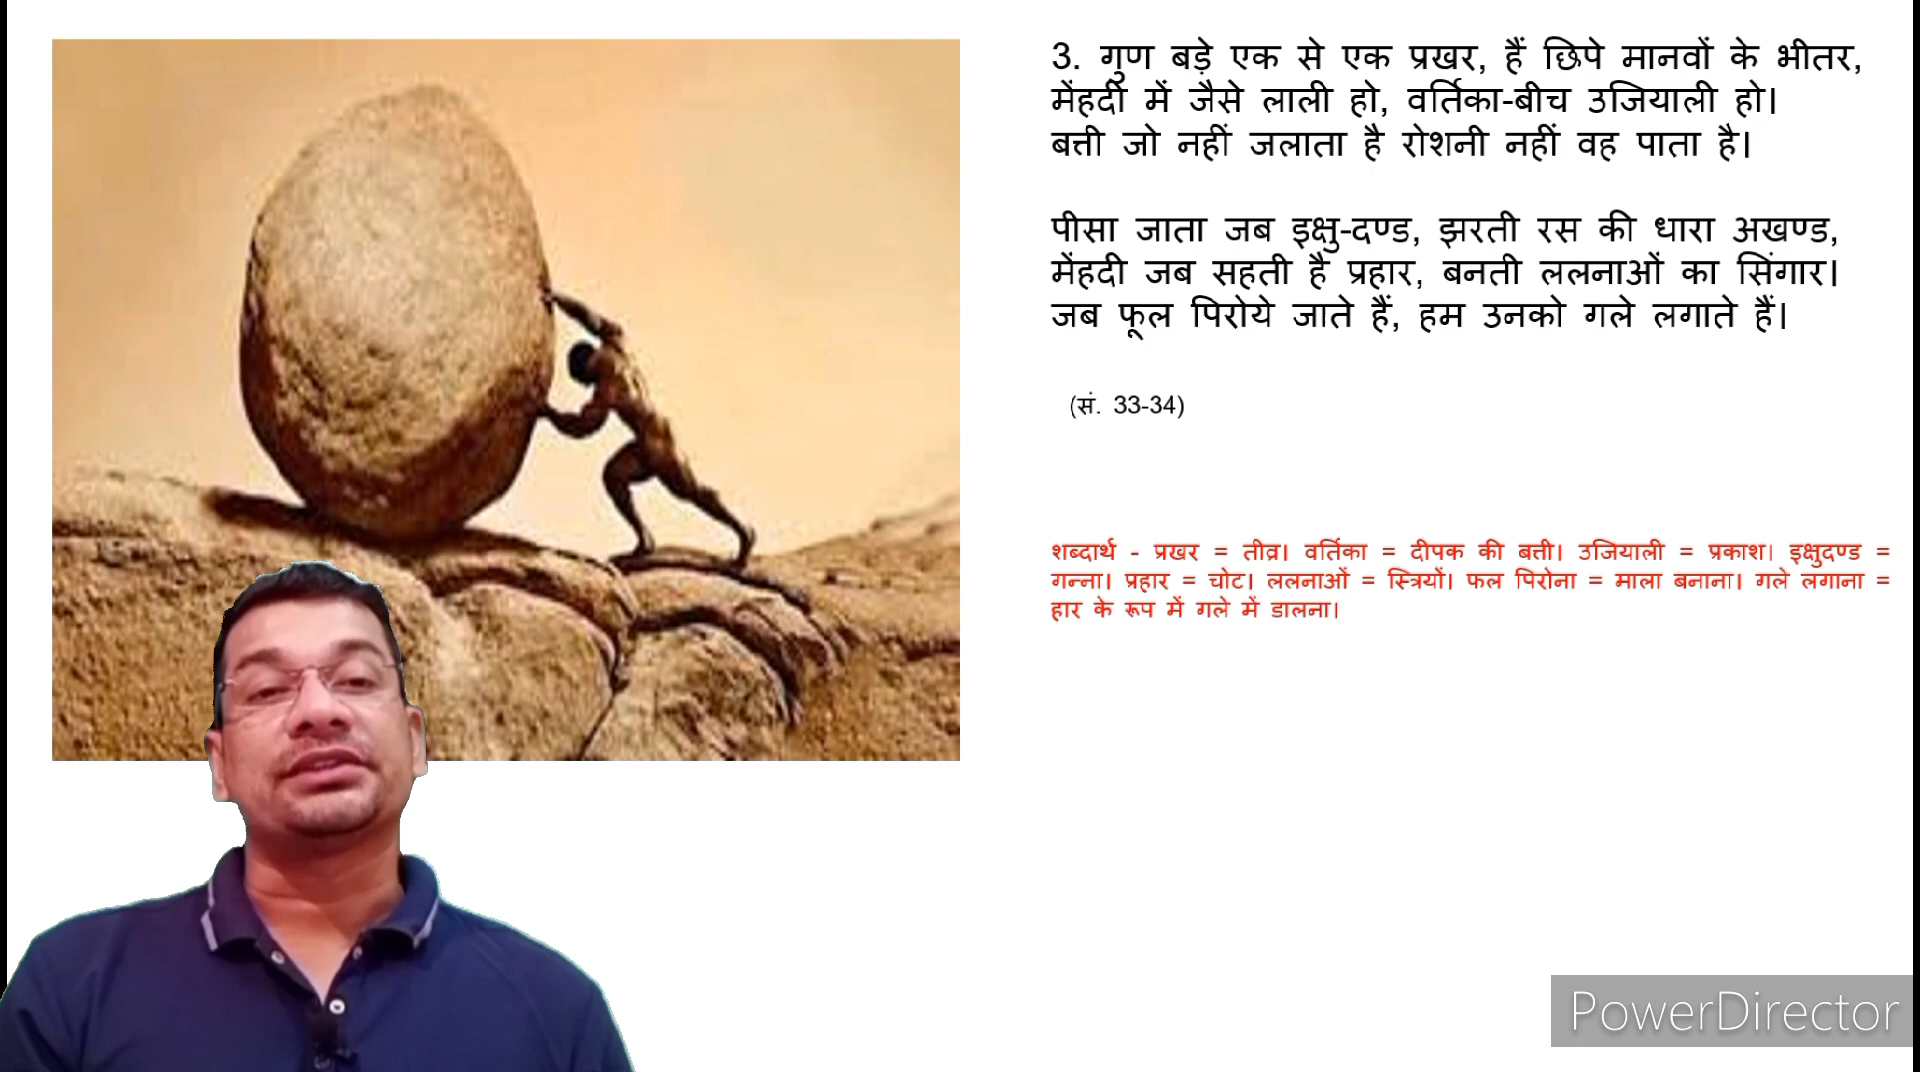 3. गुण बड़े एक से एक प्रखर, हैं छिपे मानवों के भीतर,
मेंहदी में जैसे लाली हो, वर्तिका-बीच उजियाली हो।
बत्ती जो नहीं जलाता है रोशनी नहीं वह पाता है।
पीसा जाता जब इक्षु-दण्ड, झरती रस की धारा अखण्ड,
मेंहदी जब सहती है प्रहार, बनती ललनाओं का सिंगार।
जब फूल पिरोये जाते हैं, हम उनको गले लगाते हैं।
(सं. 33-34)
शब्दार्थ - प्रखर = तीव्र। वर्तिका = दीपक की बत्ती। उजियाली = प्रकाश। इक्षुदण्ड =
गन्ना। प्रहार = चोट। ललनाओं = स्त्रियों। फल पिरोना = माला बनाना। गले लगाना =
हार के रूप में गले में डालना।
PowerDirector